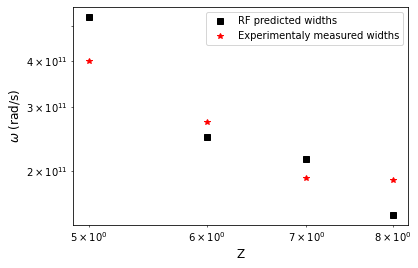 RF predicted widths
Experimentaly measured widths
4 × 10¹¹
3 × 10¹¹
2 × 10¹¹
ω (rad/s)
5 × 10⁰ 6 × 10⁰ 7 × 10⁰ 8 × 10⁰
Z